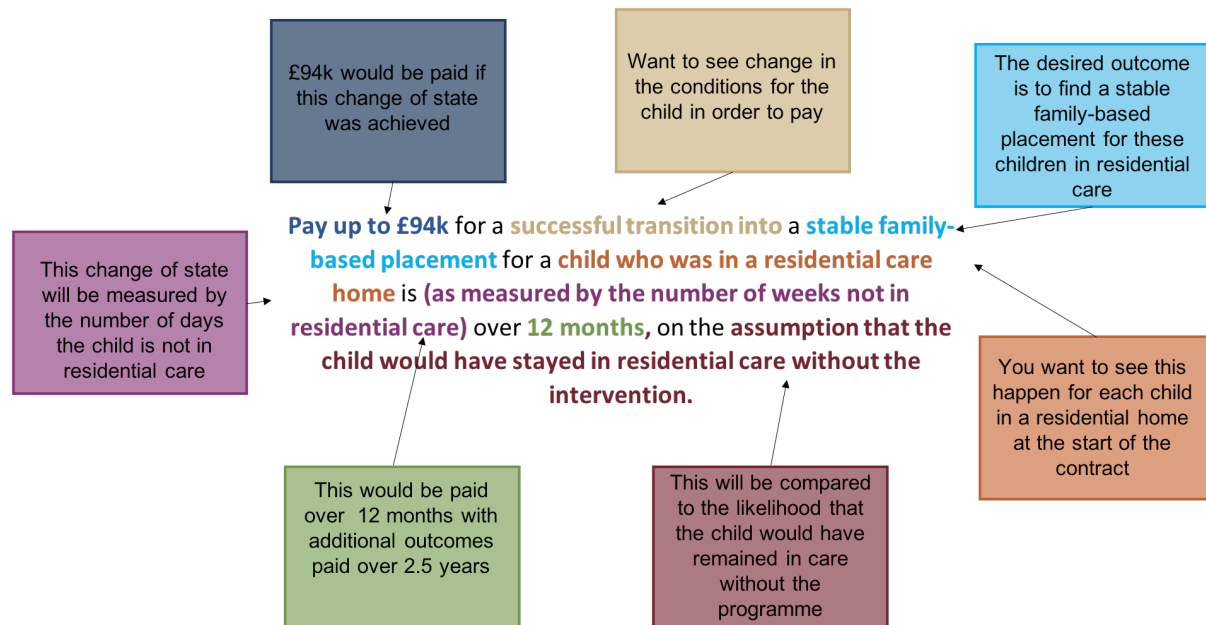 £94k would be paid if
this change of state
was achieved
Want to see change in
the conditions for the
child in order to pay
The desired outcome
is to find a stable
family-based
placement for these
children in residential
care
Pay up to £94k for a successful transition into a stable family-
based placement for a child who was in a residential care
home is (as measured by the number of weeks not in
residential care) over 12 months, on the assumption that the
child would have stayed in residential care without the
intervention.
This change of state
will be measured by
the number of days
the child is not in
residential care
You want to see this
happen for each child
in a residential home
at the start of the
contract
This would be paid
over 12 months with
additional outcomes
paid over 2.5 years
This will be compared
to the likelihood that
the child would have
remained in care
without the
programme